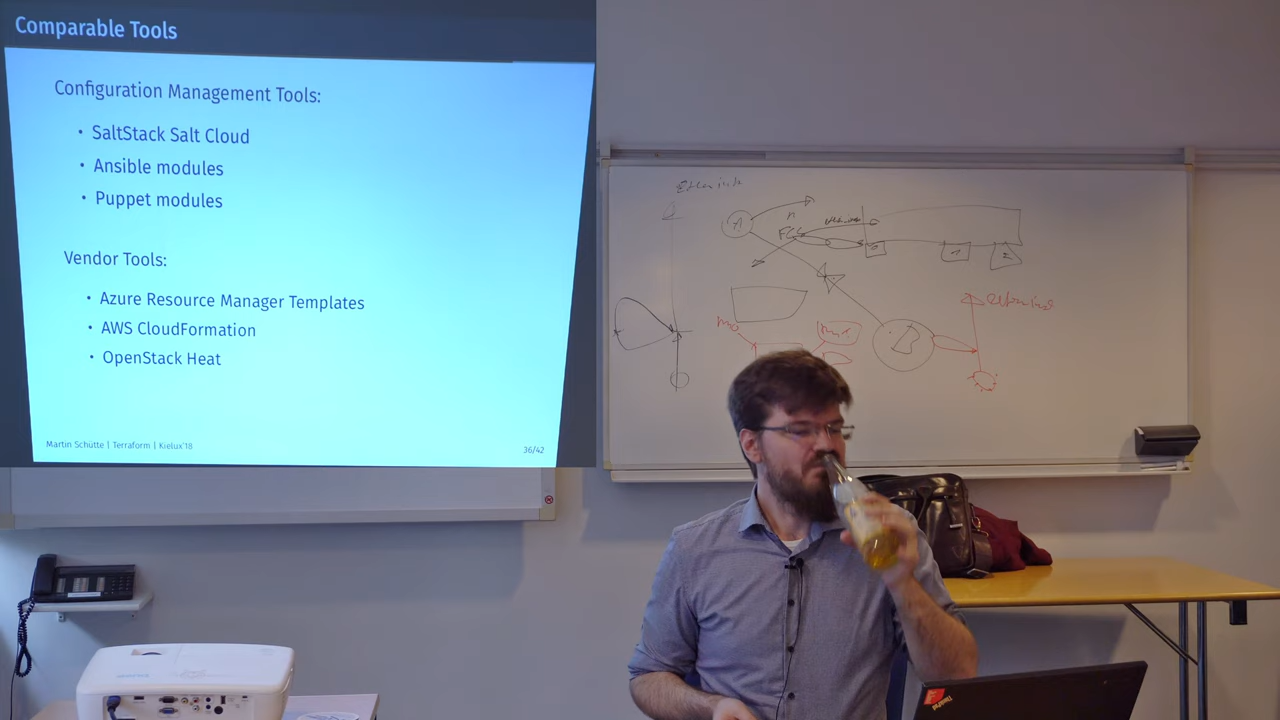 Comparable Tools
Configuration Management Tools:
• SaltStack Salt Cloud
• Ansible modules
• Puppet modules
Vendor Tools:
• Azure Resource Manager Templates
• AWS CloudFormation
• OpenStack Heat
Martin Schütte | Terraform | Kielux'18
36/42
A
n
B
ThinkPad